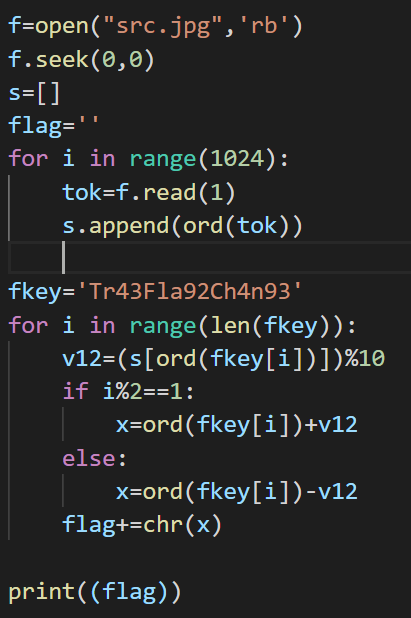 f=open("src.jpg",'rb')
f.seek(0,0)
s=[]
flag=''
for i in range(1024):
    tok=f.read(1)
    s.append(ord(tok))

fkey='Tr43Fla92Ch4n93'
for i in range(len(fkey)):
    v12=(s[ord(fkey[i])])%10
    if i%2==1:
        x=ord(fkey[i])+v12
    else:
        x=ord(fkey[i])-v12
    flag+=chr(x)

print((flag))